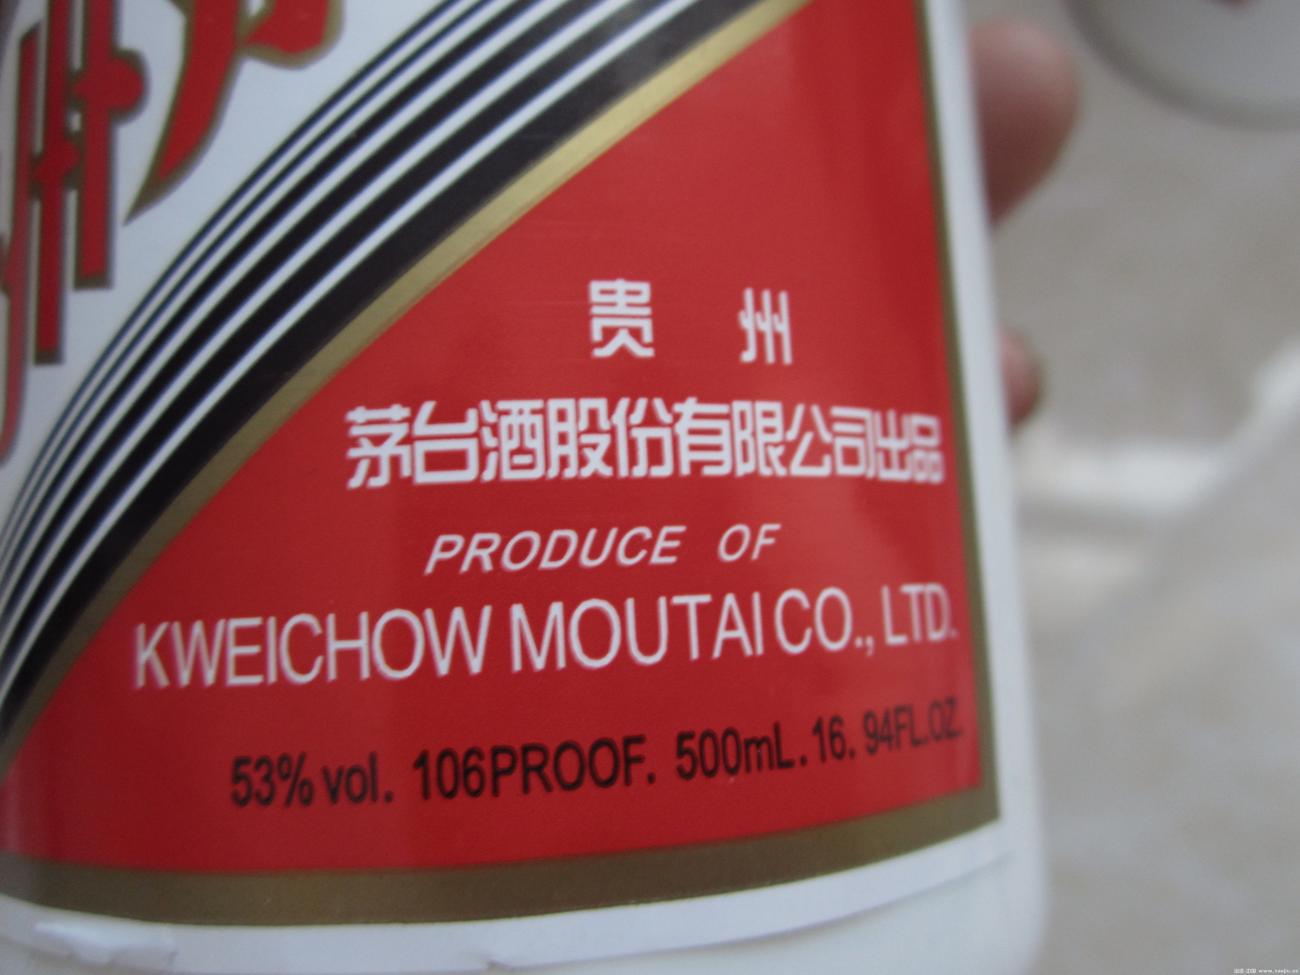 贵 州
茅台酒股份有限公司出品
PRODUCE OF
KWEICHOW MOUTAI CO., LTD.
53% vol. 106PROOF. 500mL. 16. 94FL.OZ.